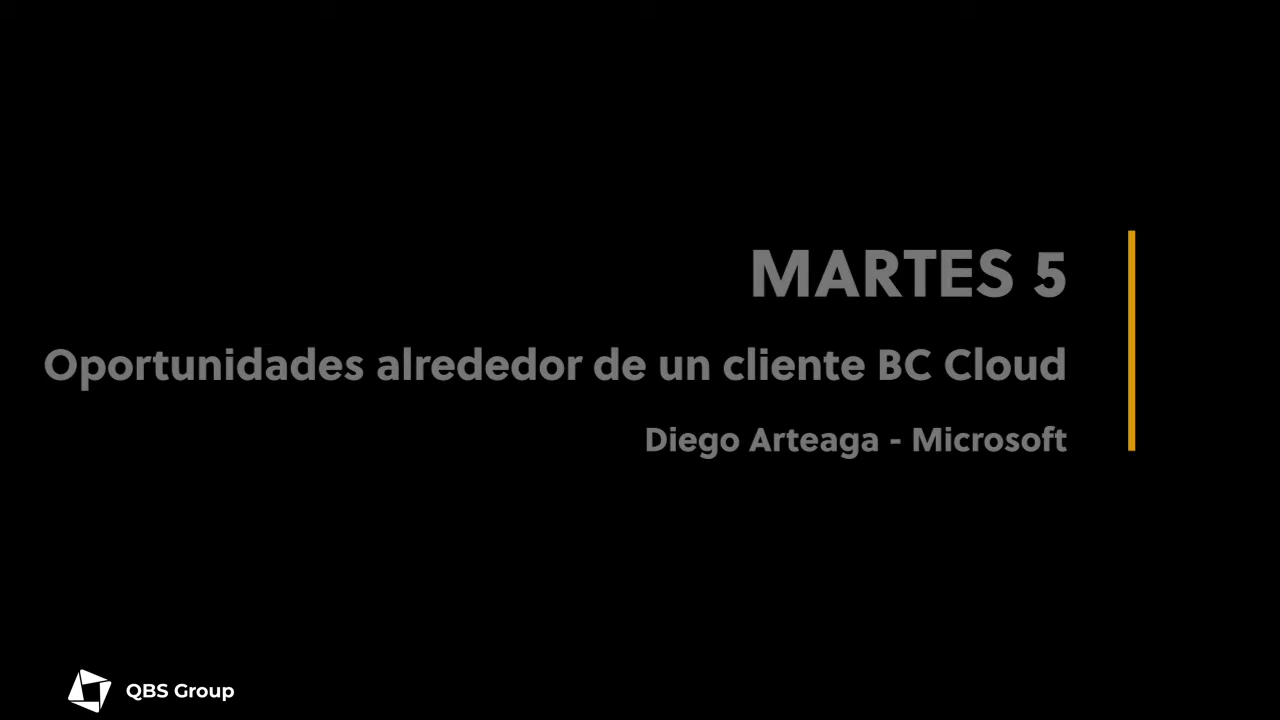 MARTES 5
Oportunidades alrededor de un cliente BC Cloud
Diego Arteaga - Microsoft
QBS Group